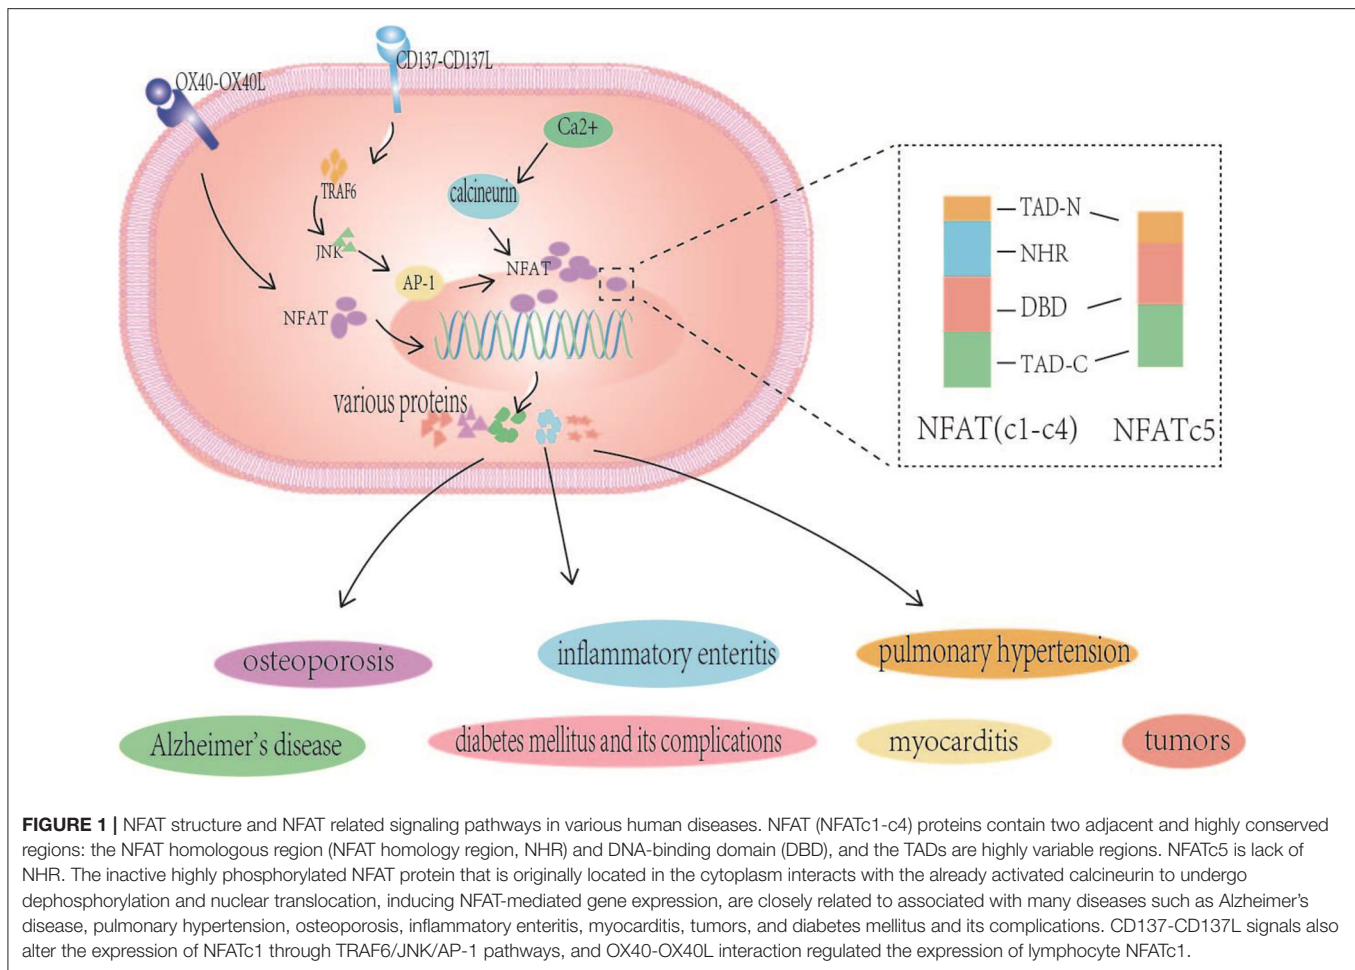 CD137-CD137L
OX40-OX40L
Ca2+
TRAF6
calcineurin
JNK
NFAT
AP-1
NFAT
various proteins
TAD-N
NHR
DBD
TAD-C
NFAT(c1-c4)
NFATc5
osteoporosis
inflammatory enteritis
pulmonary hypertension
Alzheimer's disease
diabetes mellitus and its complications
myocarditis
tumors
FIGURE 1 | NFAT structure and NFAT related signaling pathways in various human diseases. NFAT (NFATc1-c4) proteins contain two adjacent and highly conserved
regions: the NFAT homologous region (NFAT homology region, NHR) and DNA-binding domain (DBD), and the TADs are highly variable regions. NFATc5 is lack of
NHR. The inactive highly phosphorylated NFAT protein that is originally located in the cytoplasm interacts with the already activated calcineurin to undergo
dephosphorylation and nuclear translocation, inducing NFAT-mediated gene expression, are closely related to associated with many diseases such as Alzheimer's
disease, pulmonary hypertension, osteoporosis, inflammatory enteritis, myocarditis, tumors, and diabetes mellitus and its complications. CD137-CD137L signals also
alter the expression of NFATc1 through TRAF6/JNK/AP-1 pathways, and OX40-OX40L interaction regulated the expression of lymphocyte NFATc1.